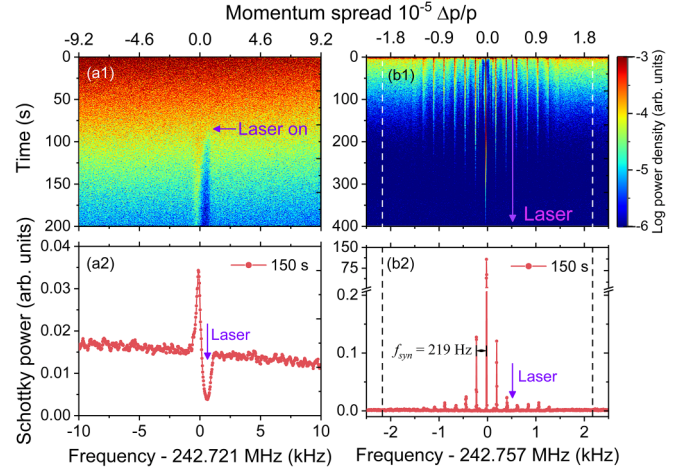 Momentum spread 10⁻⁵ Δp/p
-9.2 -4.6 0.0 4.6 9.2 -1.8 -0.9 0.0 0.9 1.8
0 50 100 150 200
Time (s)
(a1)
Laser on
0 100 200 300 400
(b1)
Laser
-3 -4 -5 -6
Log power density (arb. units)
0.04 0.03 0.02 0.01 0.00
Schottky power (arb. units)
(a2)
150 s
Laser
150 75 0.2 0.1 0.0
(b2)
150 s
fsyn = 219 Hz
Laser
-10 -5 0 5 10 -2 -1 0 1 2
Frequency - 242.721 MHz (kHz) Frequency - 242.757 MHz (kHz)